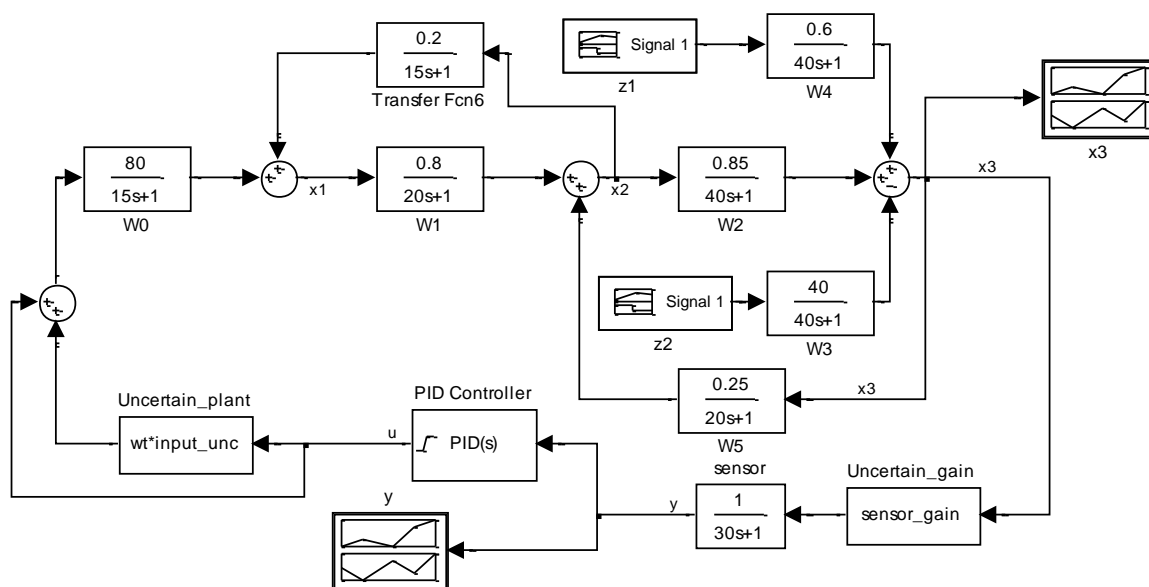 0.2
15s+1
Transfer Fcn6
Signal 1
z1
0.6
40s+1
W4
x3
80
15s+1
W0
x1
0.8
20s+1
W1
x2
0.85
40s+1
W2
x3
Signal 1
z2
40
40s+1
W3
x3
0.25
20s+1
W5
Uncertain_plant
wt*input_unc
u
PID Controller
PID(s)
y
y
sensor
1
30s+1
Uncertain_gain
sensor_gain